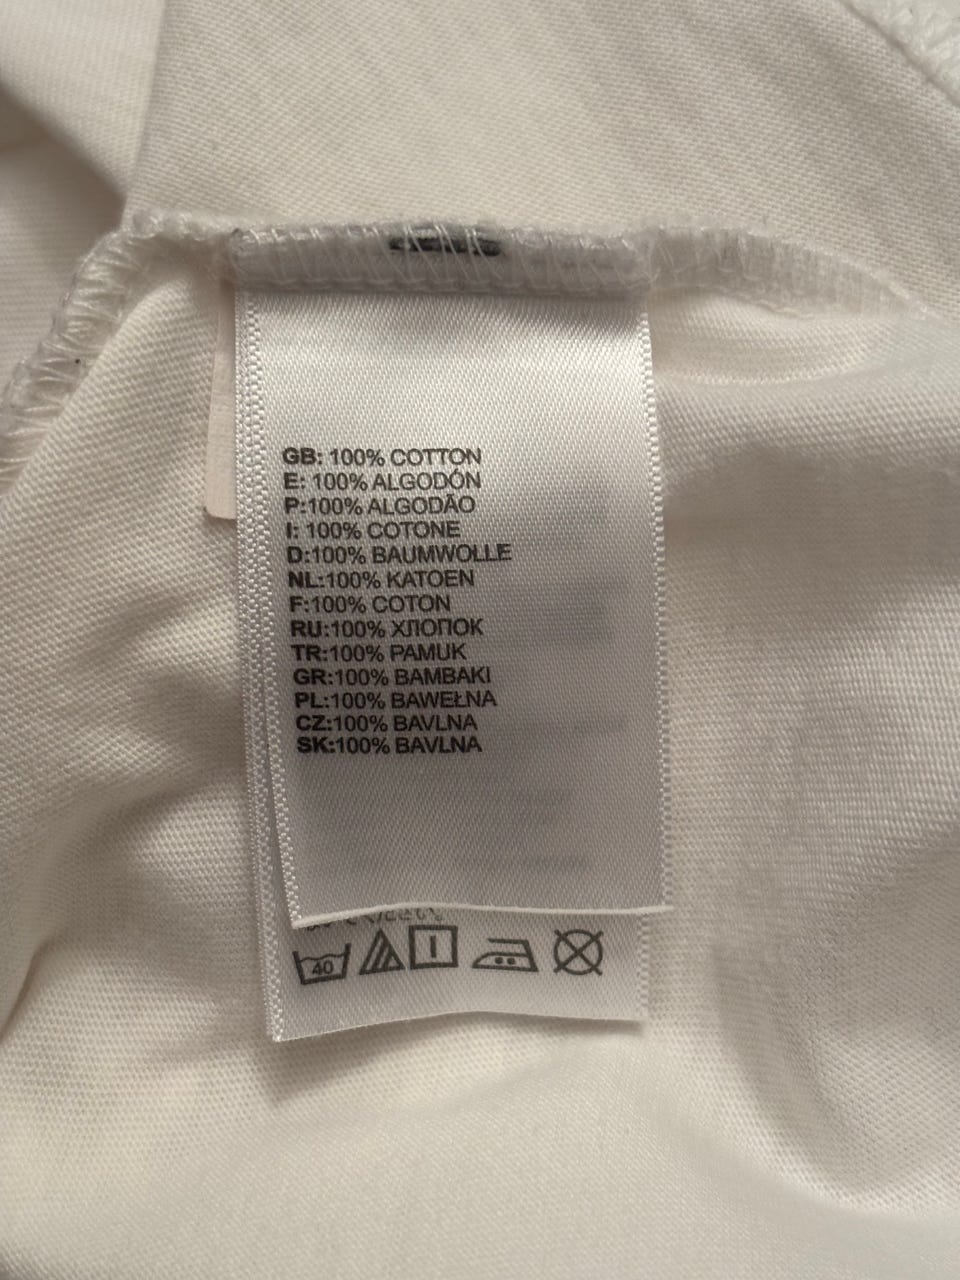 GB: 100% COTTON
E: 100% ALGODÓN
P:100% ALGODÃO
I: 100% COTONE
D:100% BAUMWOLLE
NL:100% KATOEN
F:100% COTON
RU:100% ХЛОПОК
TR:100% PAMUK
GR:100% BAMBAKI
PL:100% BAWEŁNA
CZ:100% BAVLNA
SK:100% BAVLNA
40